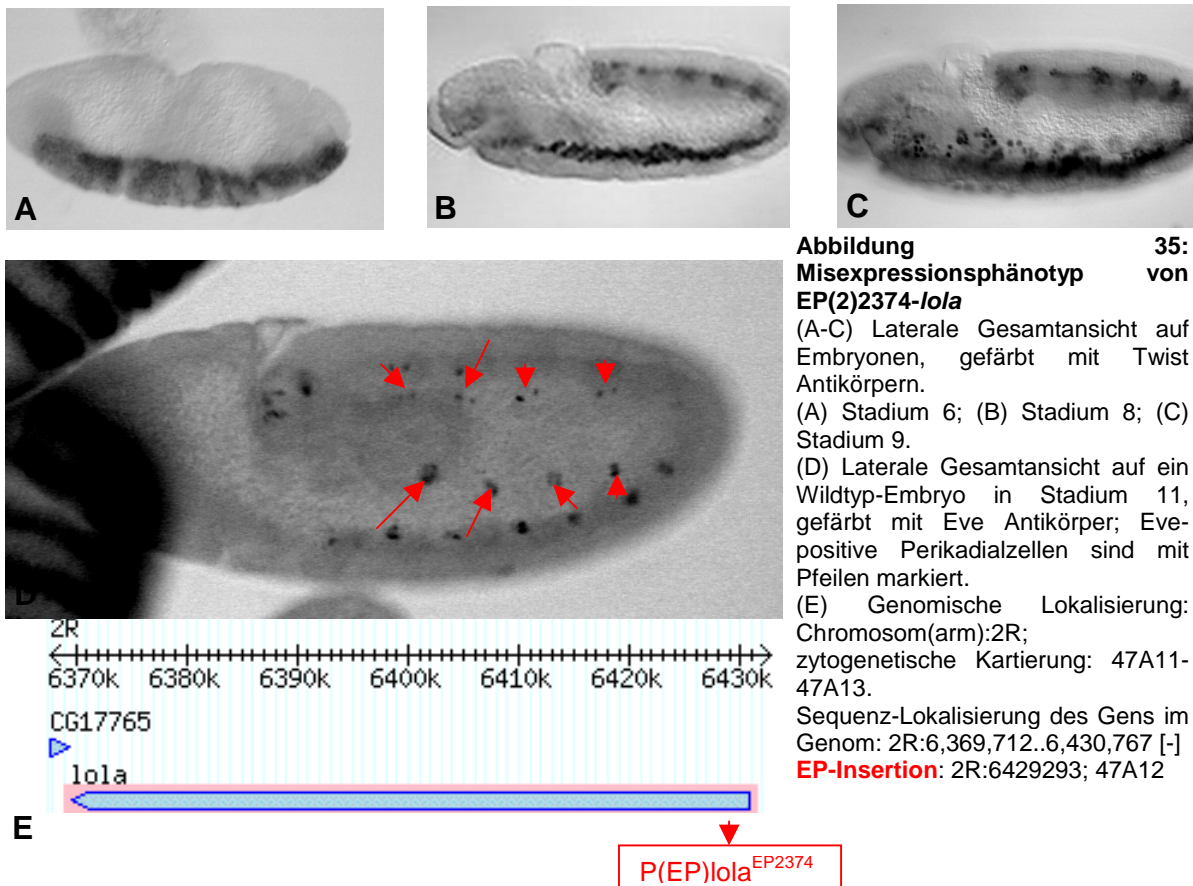 A
B
C
Abbildung 35:
Misexpressionsphänotyp von
EP(2)2374-lola
(A-C) Laterale Gesamtansicht auf
Embryonen, gefärbt mit Twist
Antikörpern.
(A) Stadium 6; (B) Stadium 8; (C)
Stadium 9.
(D) Laterale Gesamtansicht auf ein
Wildtyp-Embryo in Stadium 11,
gefärbt mit Eve Antikörper; Eve-
positive Perikadialzellen sind mit
Pfeilen markiert.
(E) Genomische Lokalisierung:
Chromosom(arm):2R;
zytogenetische Kartierung: 47A11-
47A13.
Sequenz-Lokalisierung des Gens im
Genom: 2R:6,369,712..6,430,767 [-]
EP-Insertion: 2R:6429293; 47A12
D
2R
6370k 6380k 6390k 6400k 6410k 6420k 6430k
CG17765
lola
E
P(EP)lola^EP2374